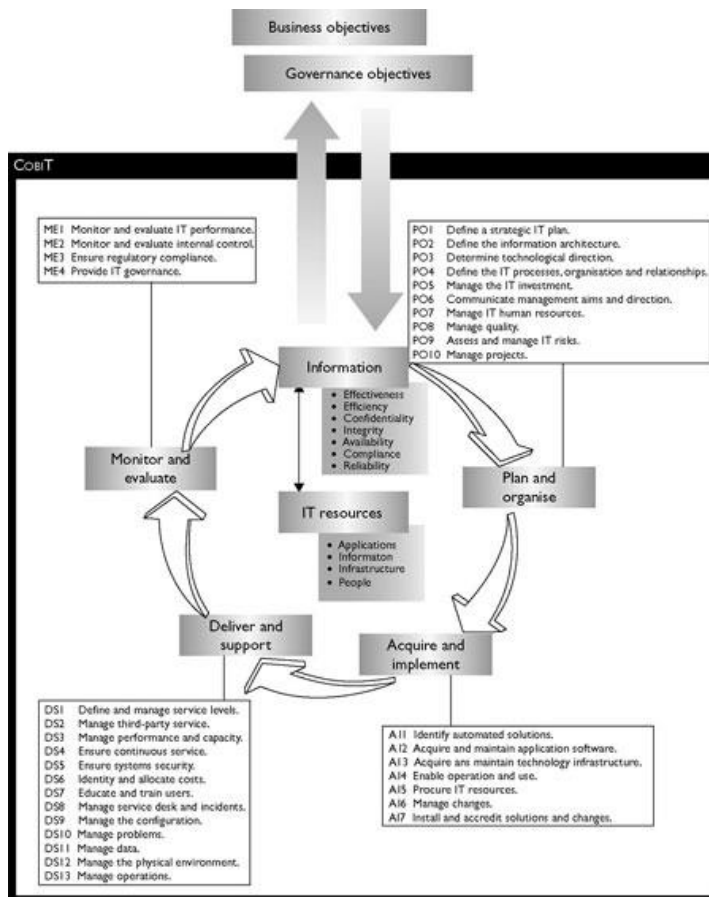 Business objectives
Governance objectives
COBIT
ME1 Monitor and evaluate IT performance.
ME2 Monitor and evaluate internal control.
ME3 Ensure regulatory compliance.
ME4 Provide IT governance.
PO1 Define a strategic IT plan.
PO2 Define the information architecture.
PO3 Determine technological direction.
PO4 Define the IT processes, organisation and relationships.
PO5 Manage the IT investment.
PO6 Communicate management aims and direction.
PO7 Manage IT human resources.
PO8 Manage quality.
PO9 Assess and manage IT risks.
PO10 Manage projects.
Information
• Effectiveness
• Efficiency
• Confidentiality
• Integrity
• Availability
• Compliance
• Reliability
Monitor and
evaluate
Plan and
organise
IT resources
• Applications
• Informaton
• Infrastructure
• People
Deliver and
support
Acquire and
implement
DS1 Define and manage service levels.
DS2 Manage third-party service.
DS3 Manage performance and capacity.
DS4 Ensure continuous service.
DS5 Ensure systems security.
DS6 Identity and allocate costs.
DS7 Educate and train users.
DS8 Manage service desk and incidents.
DS9 Manage the configuration.
DS10 Manage problems.
DS11 Manage data.
DS12 Manage the physical environment.
DS13 Manage operations.
AI1 Identify automated solutions.
AI2 Acquire and maintain application software.
AI3 Acquire ans maintain technology infrastructure.
AI4 Enable operation and use.
AI5 Procure IT resources.
AI6 Manage changes.
AI7 Install and accredit solutions and changes.